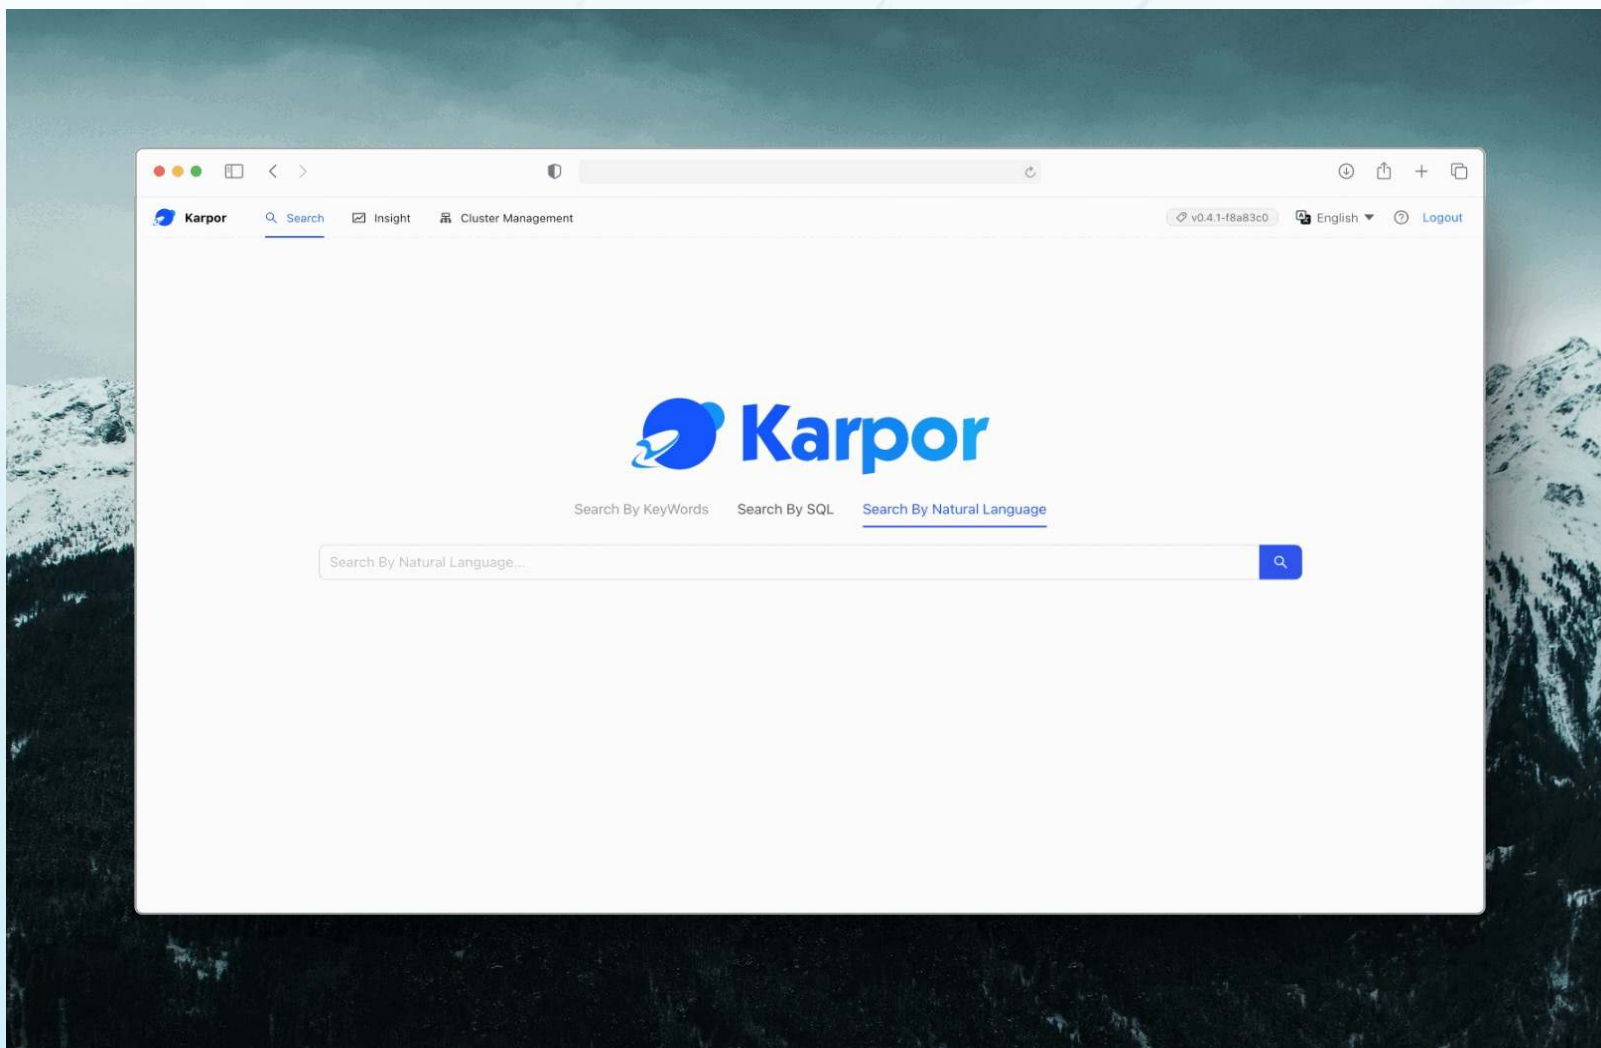 Karpor Search Insight Cluster Management v0.4.1-f8a83c0 English Logout
Karpor
Search By KeyWords Search By SQL Search By Natural Language
Search By Natural Language...